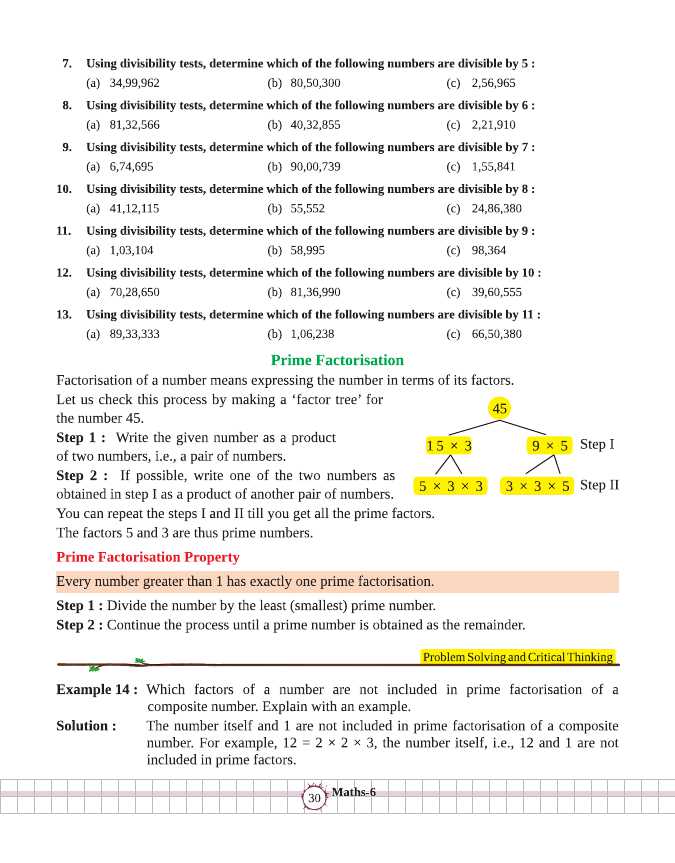 7. Using divisibility tests, determine which of the following numbers are divisible by 5 :
(a) 34,99,962 (b) 80,50,300 (c) 2,56,965
8. Using divisibility tests, determine which of the following numbers are divisible by 6 :
(a) 81,32,566 (b) 40,32,855 (c) 2,21,910
9. Using divisibility tests, determine which of the following numbers are divisible by 7 :
(a) 6,74,695 (b) 90,00,739 (c) 1,55,841
10. Using divisibility tests, determine which of the following numbers are divisible by 8 :
(a) 41,12,115 (b) 55,552 (c) 24,86,380
11. Using divisibility tests, determine which of the following numbers are divisible by 9 :
(a) 1,03,104 (b) 58,995 (c) 98,364
12. Using divisibility tests, determine which of the following numbers are divisible by 10 :
(a) 70,28,650 (b) 81,36,990 (c) 39,60,555
13. Using divisibility tests, determine which of the following numbers are divisible by 11 :
(a) 89,33,333 (b) 1,06,238 (c) 66,50,380
Prime Factorisation
Factorisation of a number means expressing the number in terms of its factors.
Let us check this process by making a ‘factor tree’ for
the number 45.
Step 1 : Write the given number as a product
of two numbers, i.e., a pair of numbers.
Step 2 : If possible, write one of the two numbers as
obtained in step I as a product of another pair of numbers.
45
15 × 3 9 × 5 Step I
5 × 3 × 3 3 × 3 × 5 Step II
You can repeat the steps I and II till you get all the prime factors.
The factors 5 and 3 are thus prime numbers.
Prime Factorisation Property
Every number greater than 1 has exactly one prime factorisation.
Step 1 : Divide the number by the least (smallest) prime number.
Step 2 : Continue the process until a prime number is obtained as the remainder.
Problem Solving and Critical Thinking
Example 14 : Which factors of a number are not included in prime factorisation of a
composite number. Explain with an example.
Solution : The number itself and 1 are not included in prime factorisation of a composite
number. For example, 12 = 2 × 2 × 3, the number itself, i.e., 12 and 1 are not
included in prime factors.
30 Maths-6